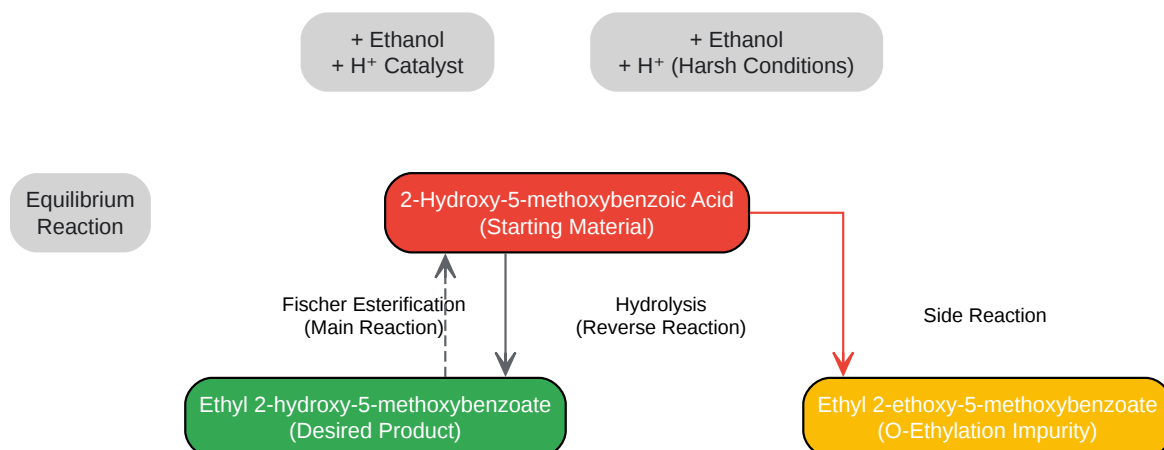 + Ethanol
+ H⁺ Catalyst
+ Ethanol
+ H⁺ (Harsh Conditions)
Equilibrium
Reaction
2-Hydroxy-5-methoxybenzoic Acid
(Starting Material)
Fischer Esterification
(Main Reaction)
Hydrolysis
(Reverse Reaction)
Side Reaction
Ethyl 2-hydroxy-5-methoxybenzoate
(Desired Product)
Ethyl 2-ethoxy-5-methoxybenzoate
(O-Ethylation Impurity)